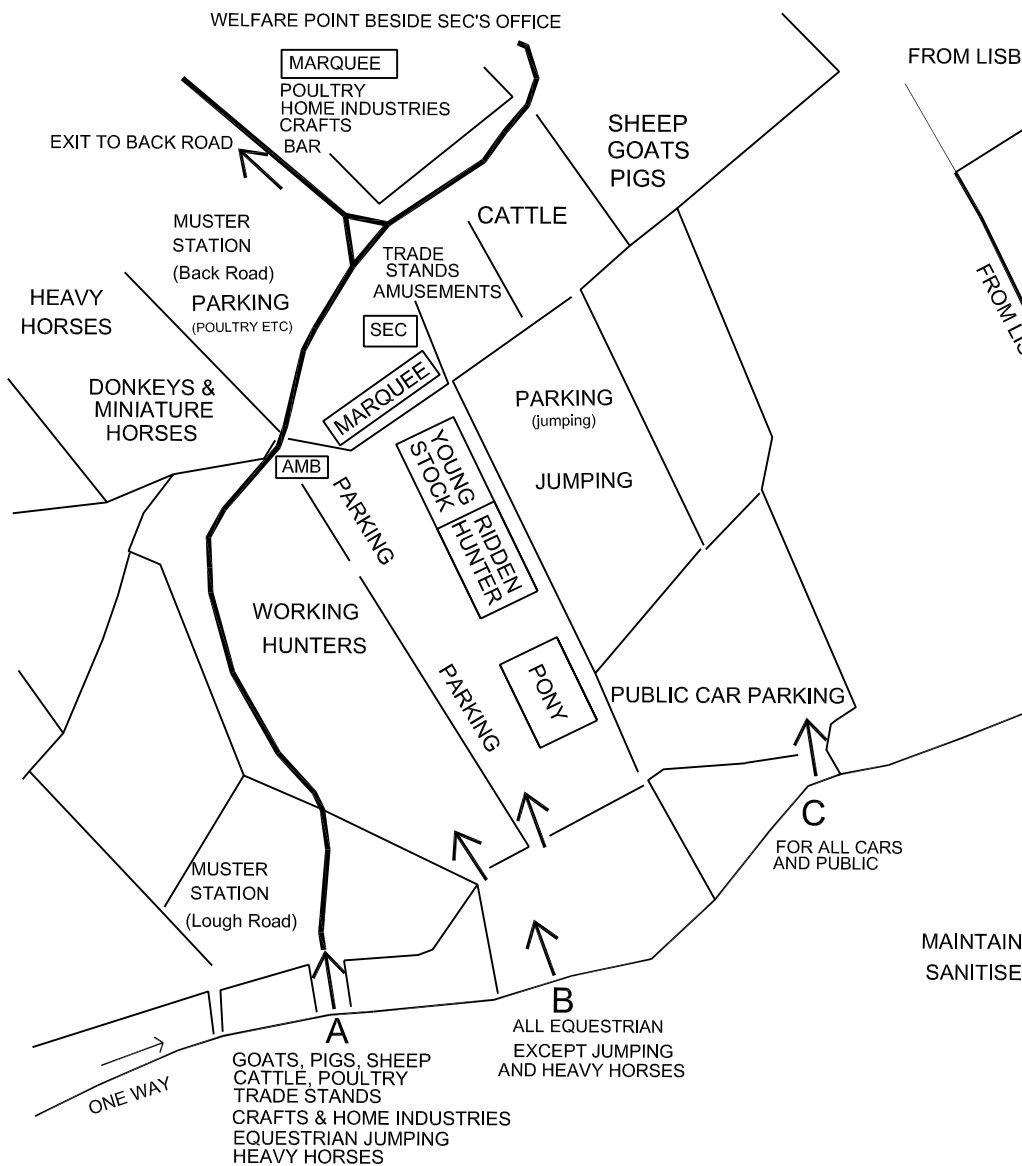 WELFARE POINT BESIDE SEC'S OFFICE
MARQUEE
POULTRY
HOME INDUSTRIES
CRAFTS
BAR
EXIT TO BACK ROAD
FROM LISB
SHEEP
GOATS
PIGS
CATTLE
MUSTER
STATION
(Back Road)
PARKING
(POULTRY ETC)
TRADE
STANDS
AMUSEMENTS
SEC
HEAVY
HORSES
FROM LIS
DONKEYS &
MINIATURE
HORSES
MARQUEE
PARKING
(jumping)
JUMPING
AMB
PARKING
YOUNG
STOCK
RIDDEN
HUNTER
WORKING
HUNTERS
PARKING
PONY
PUBLIC CAR PARKING
C
FOR ALL CARS
AND PUBLIC
MUSTER
STATION
(Lough Road)
MAINTAIN
SANITISE
B
ALL EQUESTRIAN
EXCEPT JUMPING
AND HEAVY HORSES
A
GOATS, PIGS, SHEEP
CATTLE, POULTRY
TRADE STANDS
CRAFTS & HOME INDUSTRIES
EQUESTRIAN JUMPING
HEAVY HORSES
ONE WAY